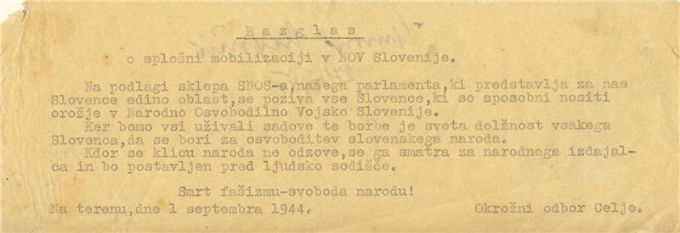 Razglas
o splošni mobilizaciji v NOV Slovenije.
Na podlagi sklepa SNOS-a,našega parlamenta,ki predstavlja za nas
Slovence edino oblast,se poziva vse Slovence,ki so sposobni nositi
orožje v Narodno Osvobodilno Vojsko Slovenije.
Ker bomo vsi uživali sadove te borbe je sveta dolžnost vsakega
Slovenca,da se bori za osvoboditev slovenskega naroda.
Kdor se klicu naroda ne odzove,se ga smatra za narodnega izdajal-
ca in bo postavljen pred ljudsko sodišče.
Smrt fašizmu-svoboda narodu!
Na terenu,dne 1 septembra 1944. Okrožni odbor Celje.